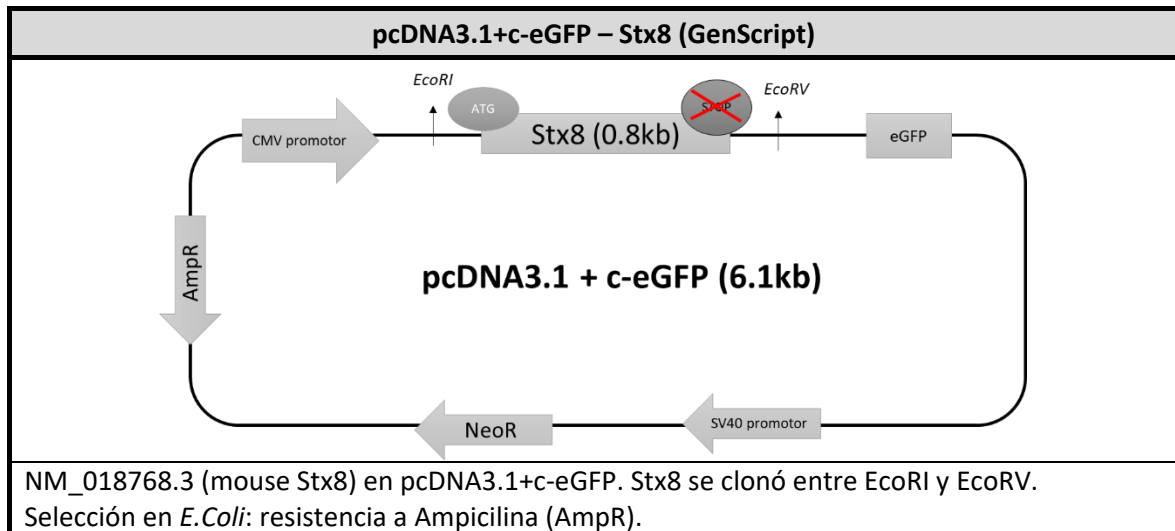 pcDNA3.1+c-eGFP – Stx8 (GenScript)
EcoRI
EcoRV
ATG
STOP
CMV promotor
Stx8 (0.8kb)
eGFP
AmpR
pcDNA3.1 + c-eGFP (6.1kb)
NeoR
SV40 promotor
NM_018768.3 (mouse Stx8) en pcDNA3.1+c-eGFP. Stx8 se clonó entre EcoRI y EcoRV.
Selección en E.Coli: resistencia a Ampicilina (AmpR).